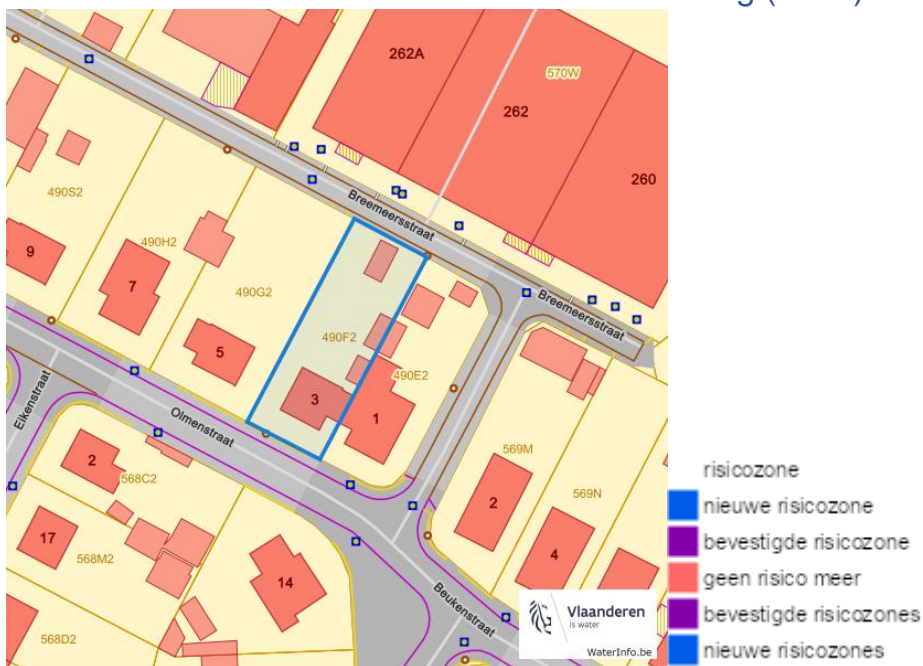 262A
570W
262
260
490S2
Breemeersstraat
490H2
9
7
490G2
Breemeersstraat
5
490F2
490E2
3
1
Eikenstraat
Olmenstraat
569M
2
568C2
2
569N
17
568M2
4
14
Beukenstraat
568D2
Vlaanderen
is water
WaterInfo.be
risicozone
nieuwe risicozone
bevestigde risicozone
geen risico meer
bevestigde risicozones
nieuwe risicozones